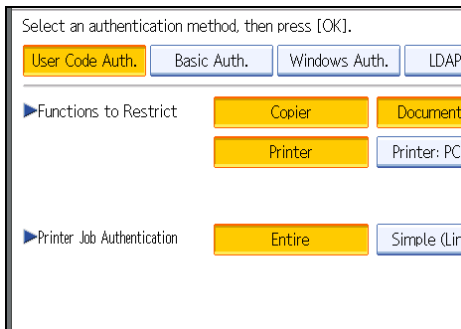 Select an authentication method, then press [OK].
User Code Auth. Basic Auth. Windows Auth. LDAP
Functions to Restrict Copier Document
Printer Printer: PC
Printer Job Authentication Entire Simple (Lim